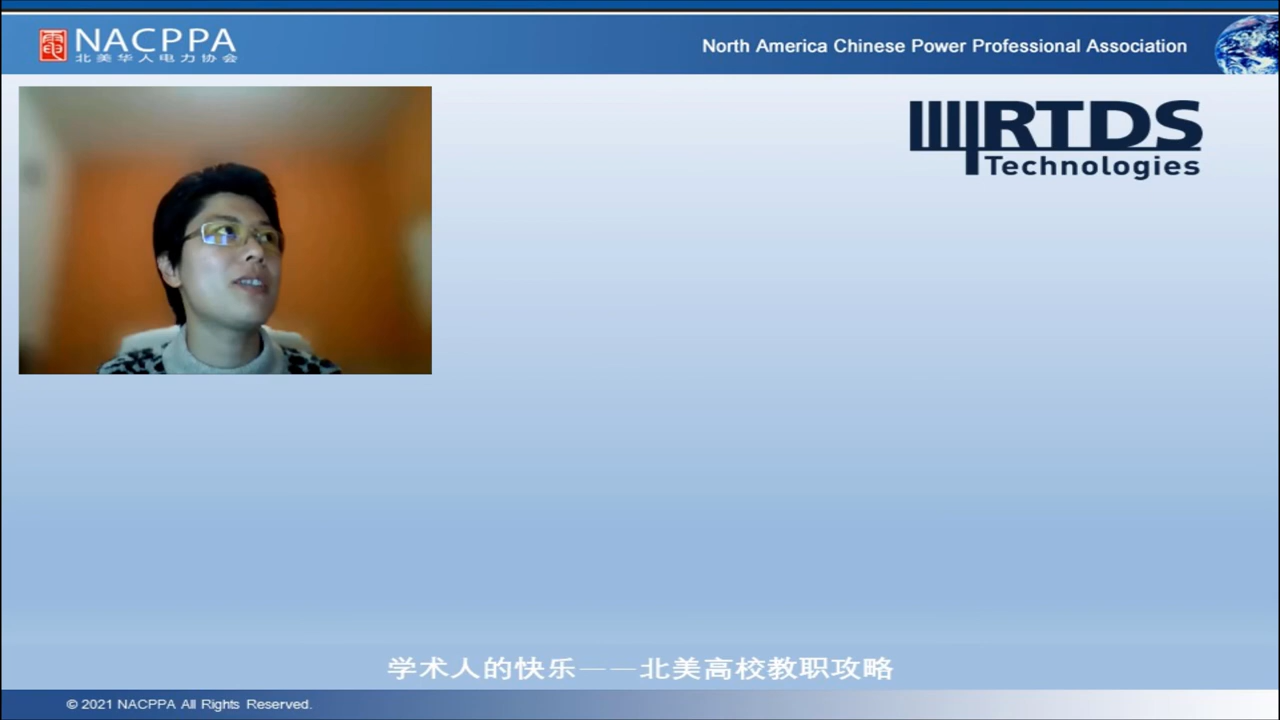 NACPPA
北美华人电力协会
North America Chinese Power Professional Association
RTDS
Technologies
学术人的快乐———北美高校教职攻略
© 2021 NACPPA All Rights Reserved.